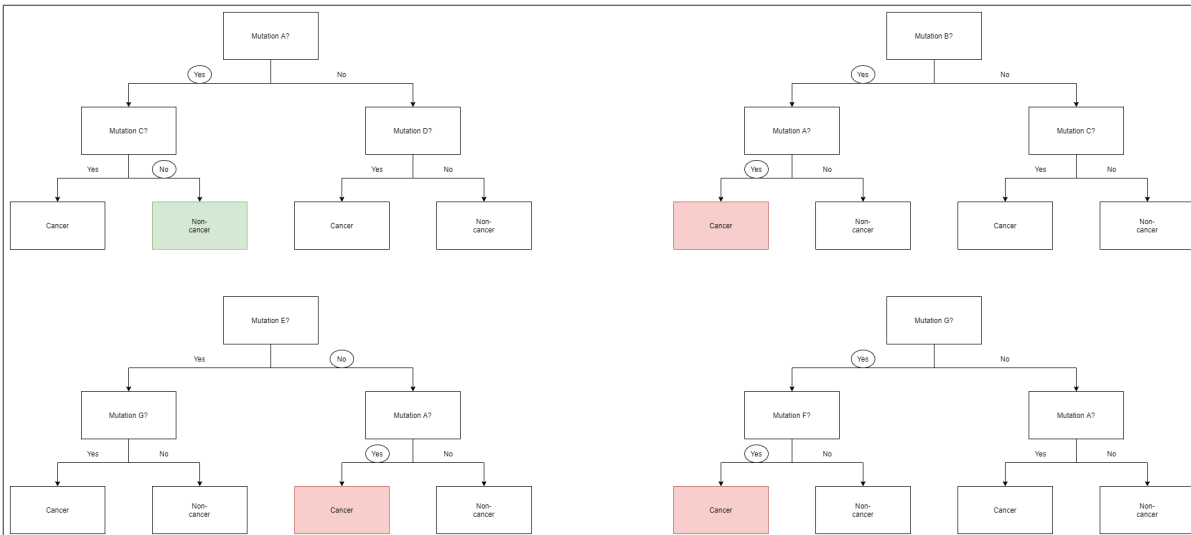 Mutation A?
Mutation B?
Yes
No
Yes
No
Mutation C?
Mutation D?
Mutation A?
Mutation C?
Yes
No
Yes
No
Yes
No
Yes
No
Cancer
Non-
cancer
Cancer
Non-
cancer
Cancer
Non-
cancer
Cancer
Non-
cancer
Mutation E?
Mutation G?
Yes
No
Yes
No
Mutation G?
Mutation A?
Mutation F?
Mutation A?
Yes
No
Yes
No
Yes
No
Yes
No
Cancer
Non-
cancer
Cancer
Non-
cancer
Cancer
Non-
cancer
Cancer
Non-
cancer